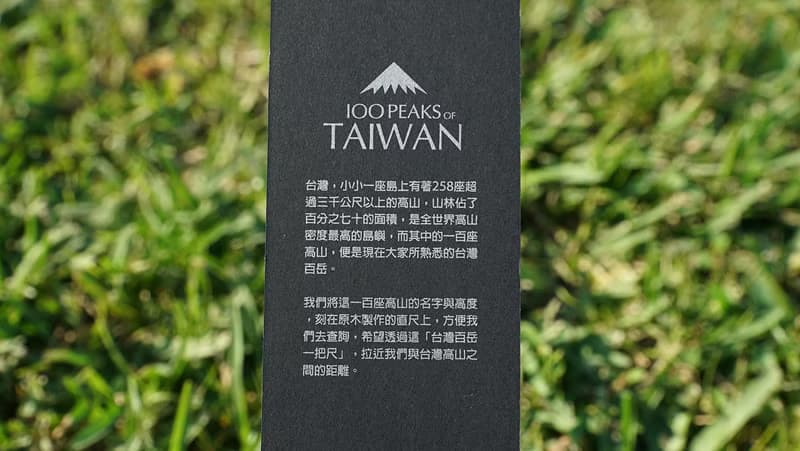 100 PEAKS OF
TAIWAN
台灣，小小一座島上有著258座超
過三千公尺以上的高山，山林佔了
百分之七十的面積，是全世界高山
密度最高的島嶼，而其中的一百座
高山，便是現在大家所熟悉的台灣
百岳。
我們將這一百座高山的名字與高度
，刻在原木製作的直尺上，方便我
們去查詢，希望透過這「台灣百岳
一把尺」，拉近我們與台灣高山之
間的距離。